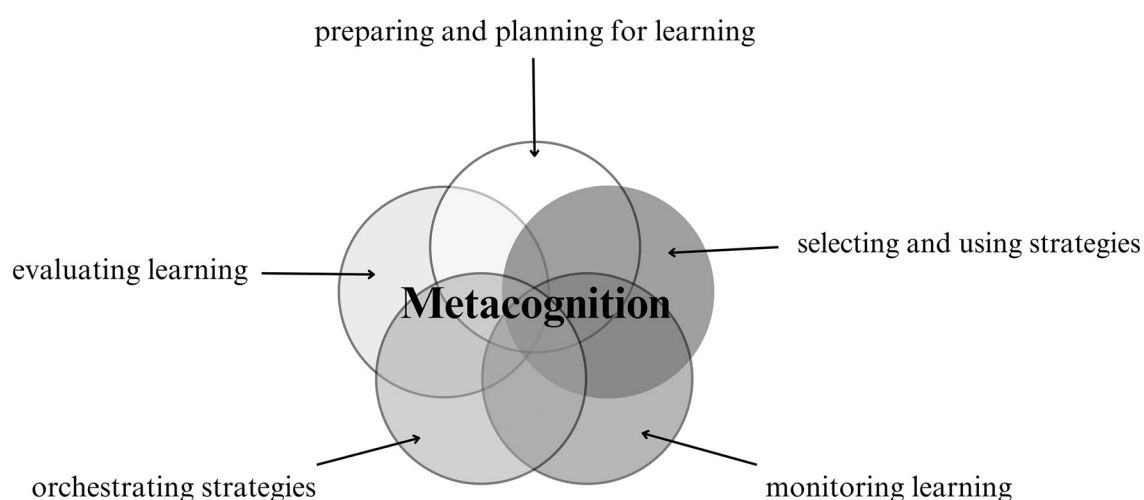 preparing and planning for learning
selecting and using strategies
evaluating learning
Metacognition
orchestrating strategies
monitoring learning